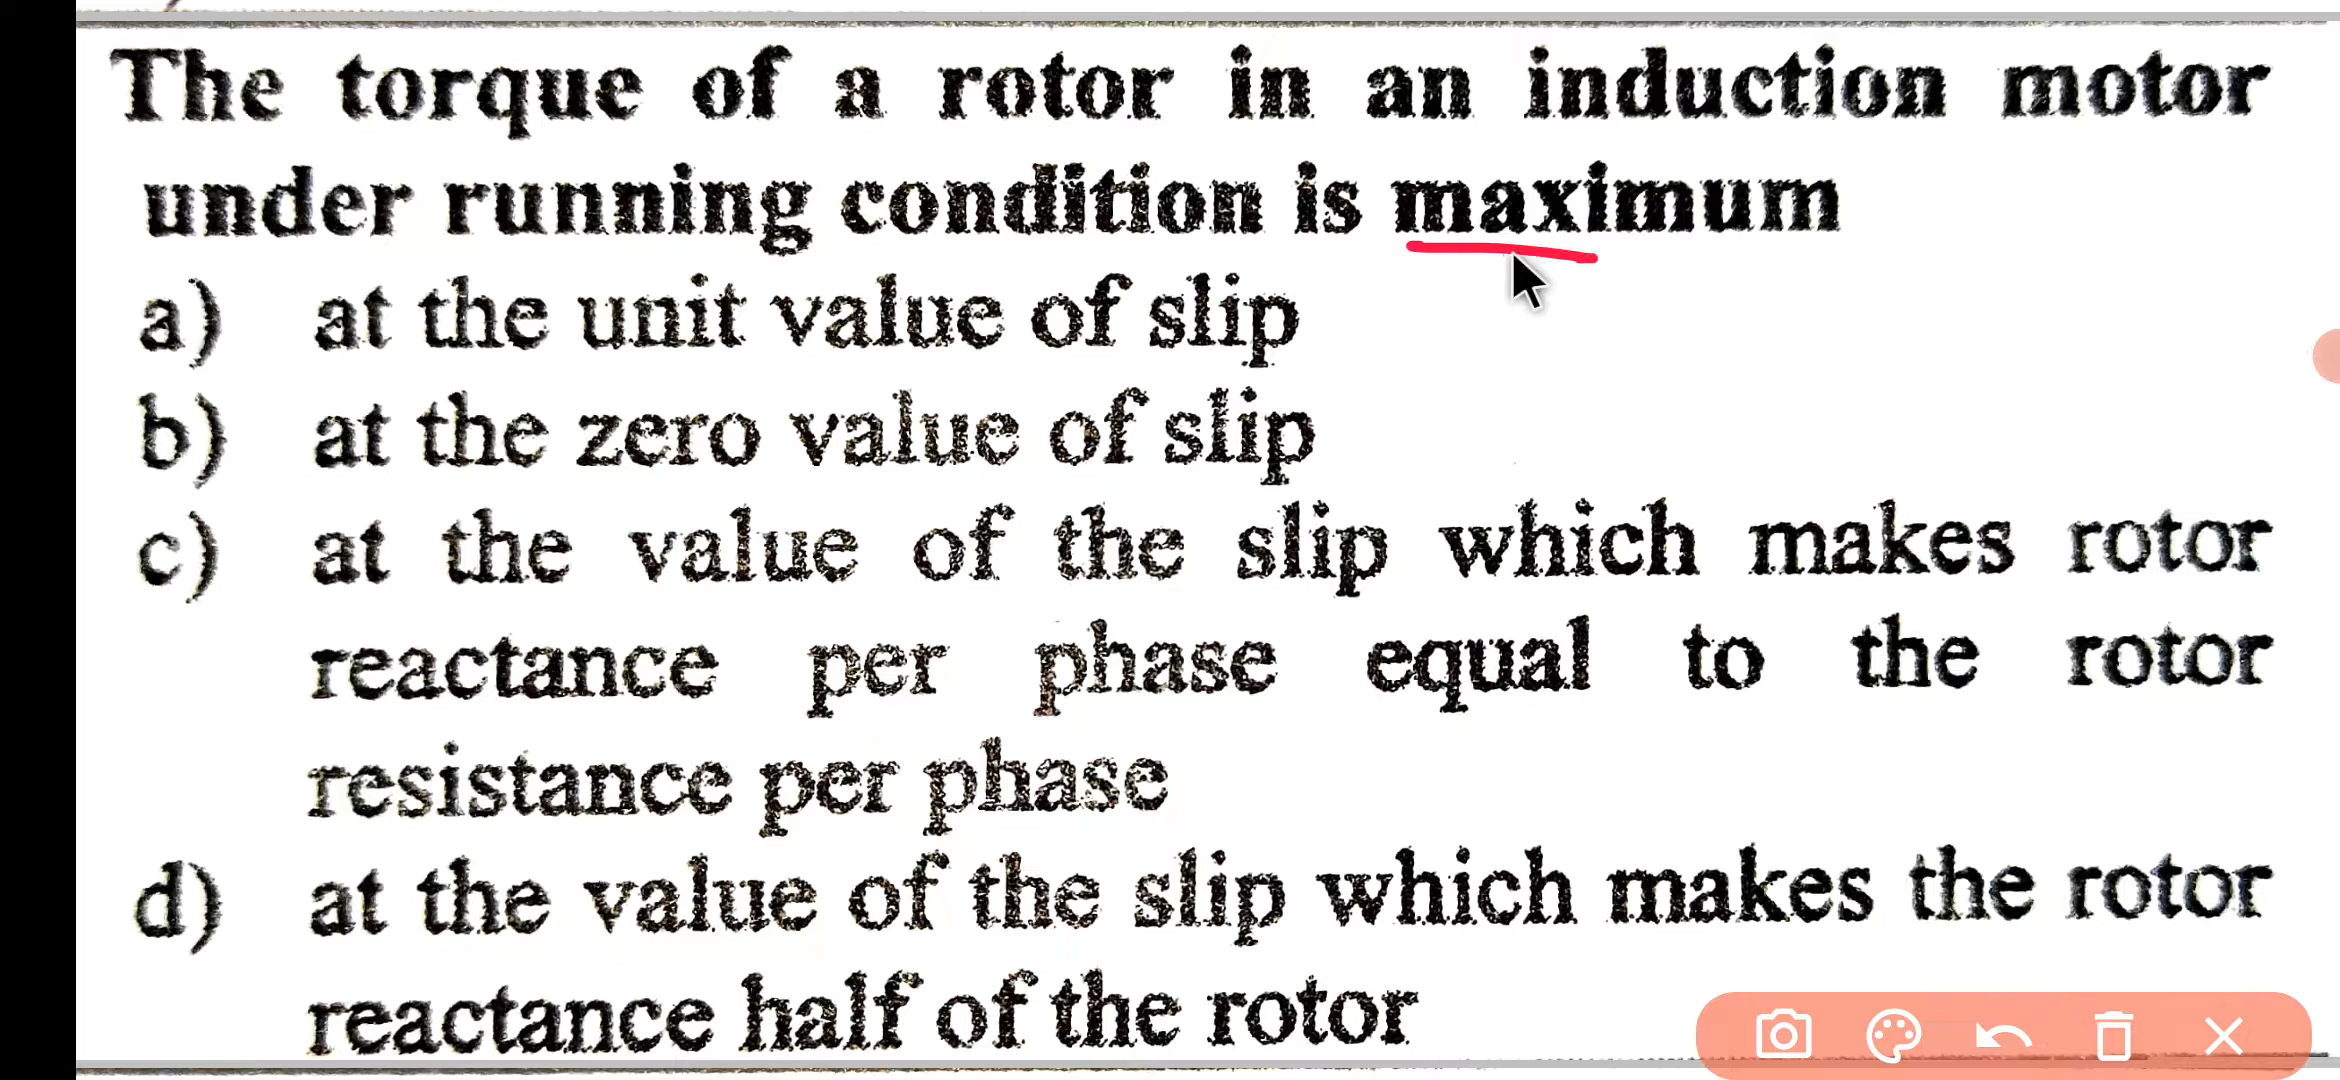 The torque of a rotor in an induction motor
under running condition is maximum
a) at the unit value of slip
b) at the zero value of slip
c) at the value of the slip which makes rotor
reactance per phase equal to the rotor
resistance per phase
d) at the value of the slip which makes the rotor
reactance half of the rotor